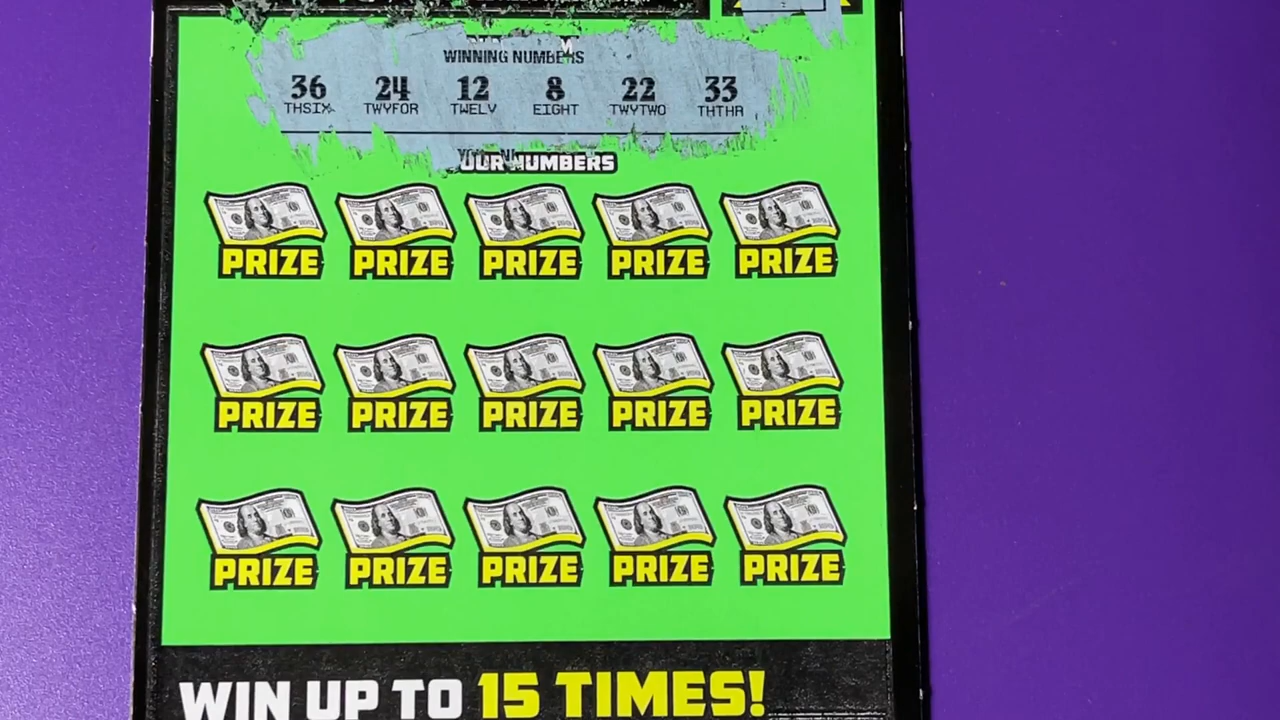 WINNING NUMBERS
36 24 12 8 22 33
THSIX TWYFOR TWELV EIGHT TWYTWO THTHR
YOUR NUMBERS
PRIZE PRIZE PRIZE PRIZE PRIZE
PRIZE PRIZE PRIZE PRIZE PRIZE
PRIZE PRIZE PRIZE PRIZE PRIZE
WIN UP TO 15 TIMES!